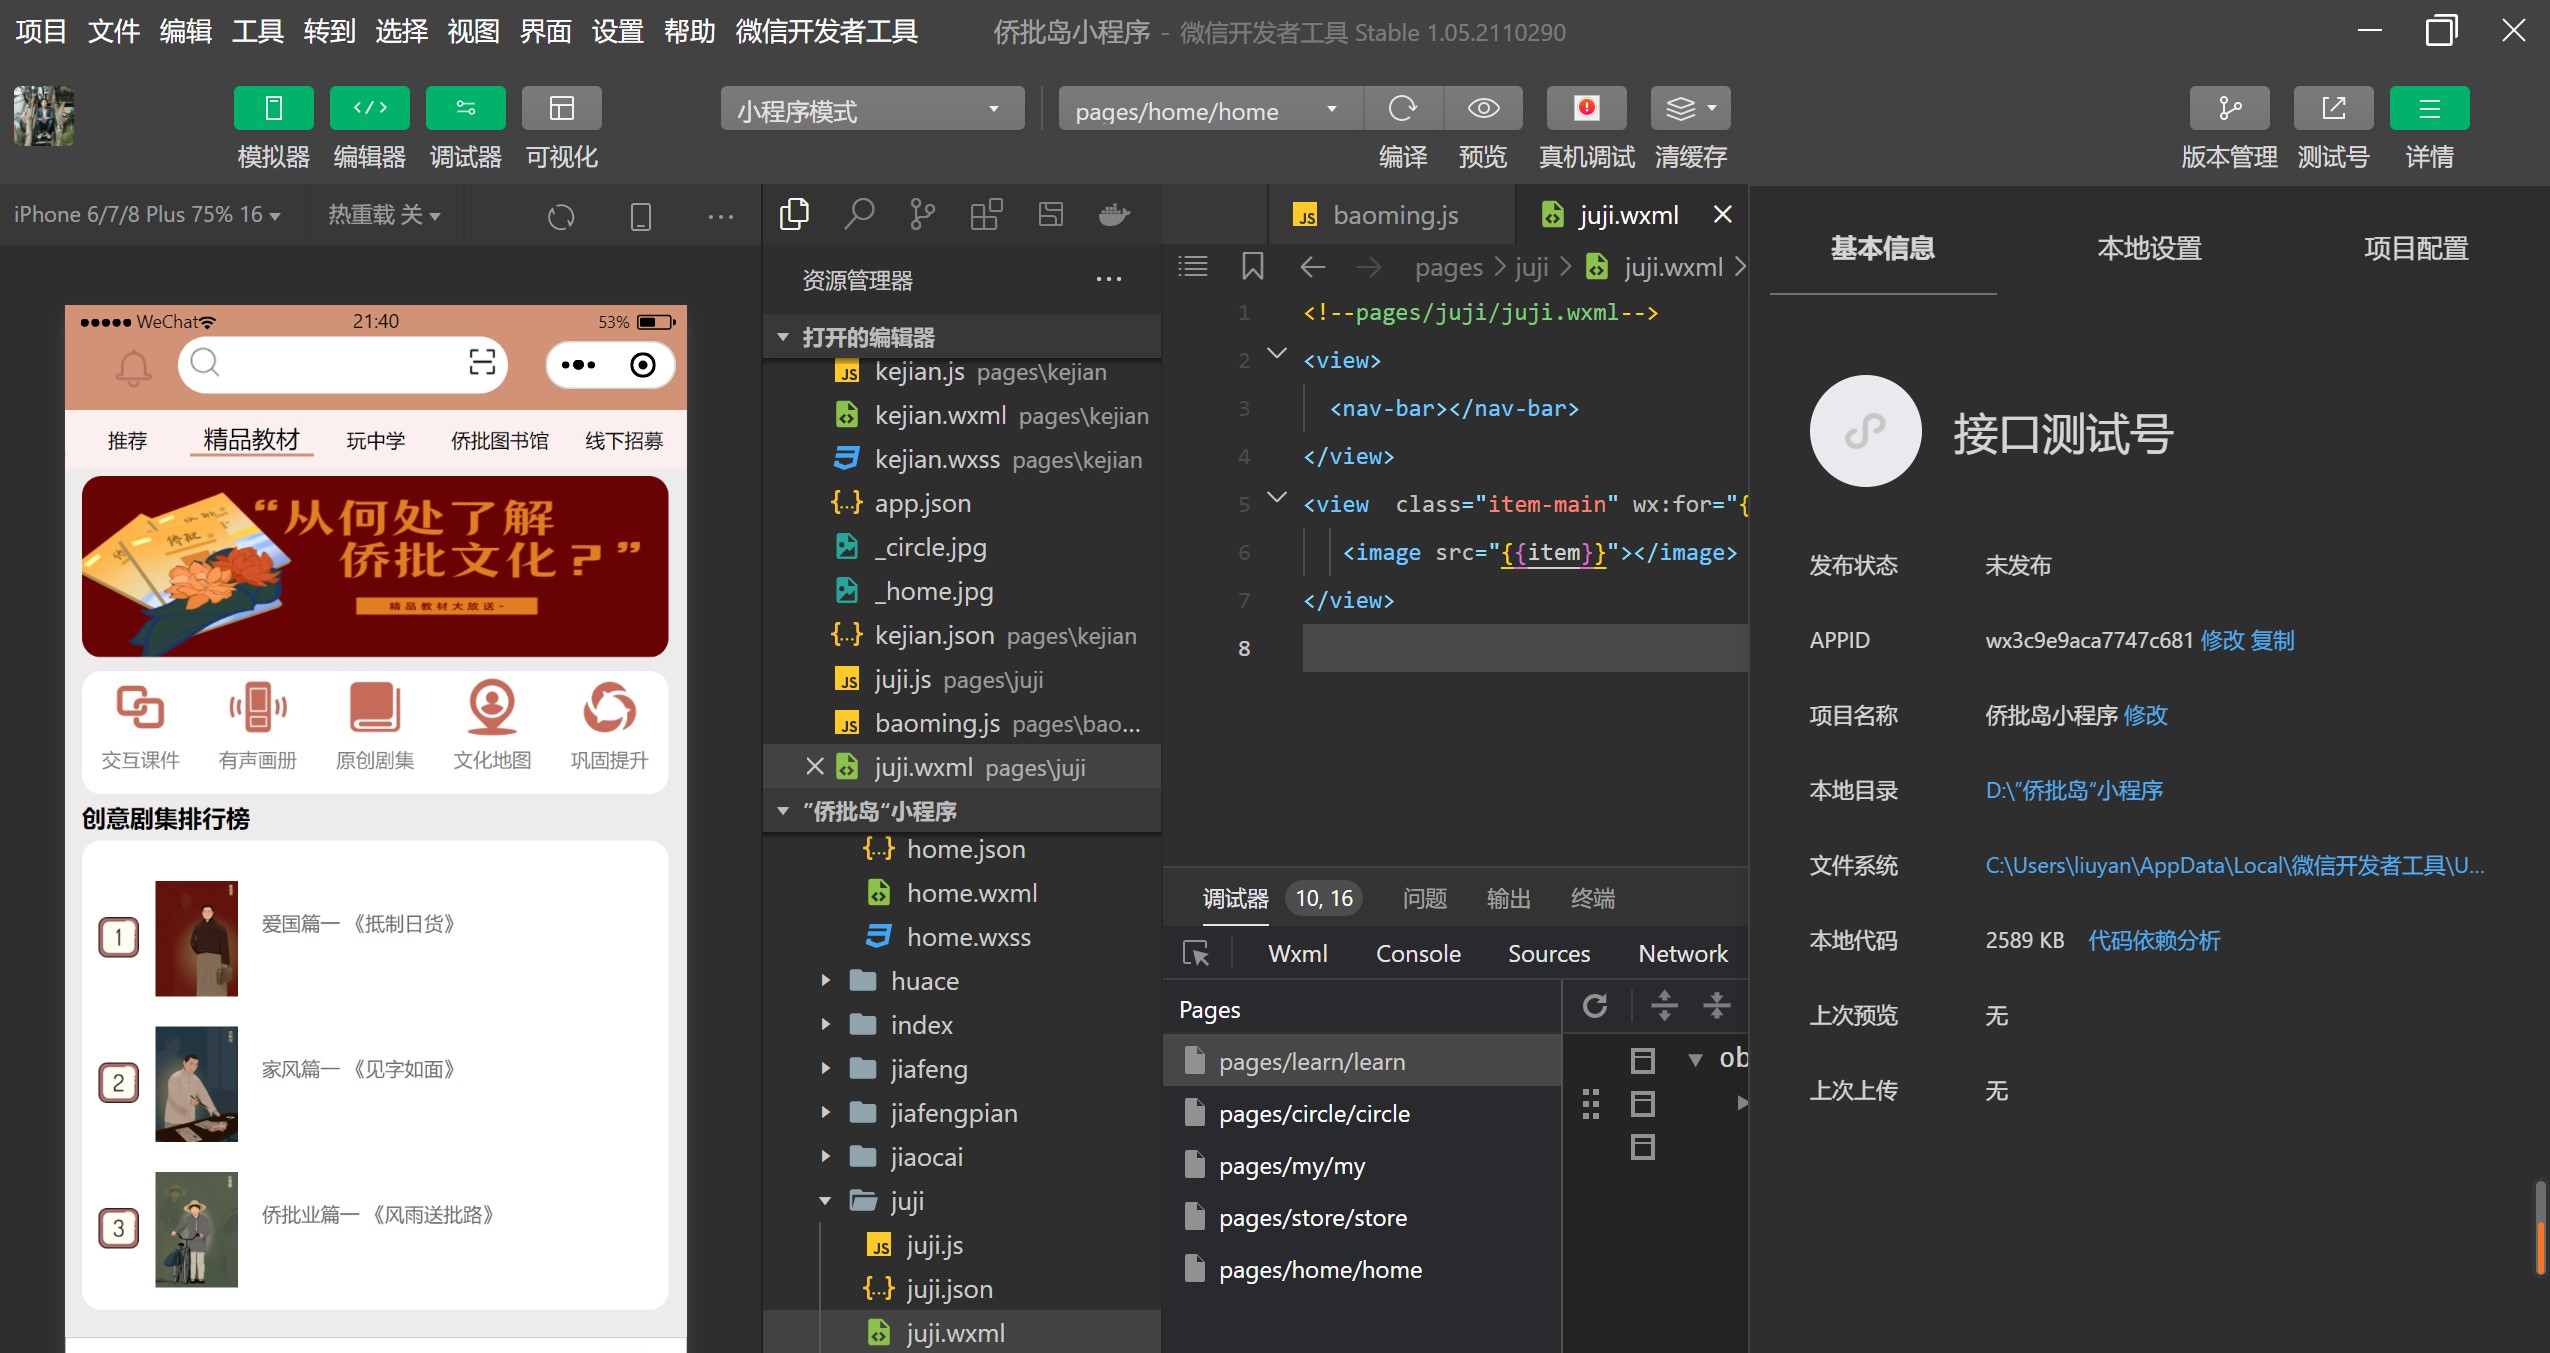 项目 文件 编辑 工具 转到 选择 视图 界面 设置 帮助 微信开发者工具
侨批岛小程序 - 微信开发者工具 Stable 1.05.2110290
小程序模式
pages/home/home
模拟器 编辑器 调试器 可视化
编译 预览 真机调试 清缓存
版本管理 测试号 详情
iPhone 6/7/8 Plus 75% 16
热重载 关
WeChat
21:40
53%
推荐 精品教材 玩中学 侨批图书馆 线下招募
侨批
“从何处了解
侨批文化？”
精品教材大放送~
交互课件 有声画册 原创剧集 文化地图 巩固提升
创意剧集排行榜
1
爱国篇一《抵制日货》
2
家风篇一《见字如面》
3
侨批业篇一《风雨送批路》
资源管理器
打开的编辑器
JS kejian.js pages\kejian
kejian.wxml pages\kejian
kejian.wxss pages\kejian
{..} app.json
_circle.jpg
_home.jpg
{..} kejian.json pages\kejian
JS juji.js pages\juji
JS baoming.js pages\bao...
juji.wxml pages\juji
”侨批岛“小程序
{..} home.json
home.wxml
home.wxss
huace
index
jiafeng
jiafengpian
jiaocai
juji
JS juji.js
{..} juji.json
juji.wxml
JS baoming.js
juji.wxml
pages > juji > juji.wxml >
1 <!--pages/juji/juji.wxml-->
2 <view>
3 <nav-bar></nav-bar>
4 </view>
5 <view  class="item-main" wx:for="{
6 <image src="{{item}}"></image>
7 </view>
8
调试器 10, 16 问题 输出 终端
Wxml Console Sources Network
Pages
pages/learn/learn
pages/circle/circle
pages/my/my
pages/store/store
pages/home/home
ob
基本信息 本地设置 项目配置
接口测试号
发布状态 未发布
APPID wx3c9e9aca7747c681 修改 复制
项目名称 侨批岛小程序 修改
本地目录 D:\”侨批岛“小程序
文件系统 C:\Users\liuyan\AppData\Local\微信开发者工具\U...
本地代码 2589 KB 代码依赖分析
上次预览 无
上次上传 无